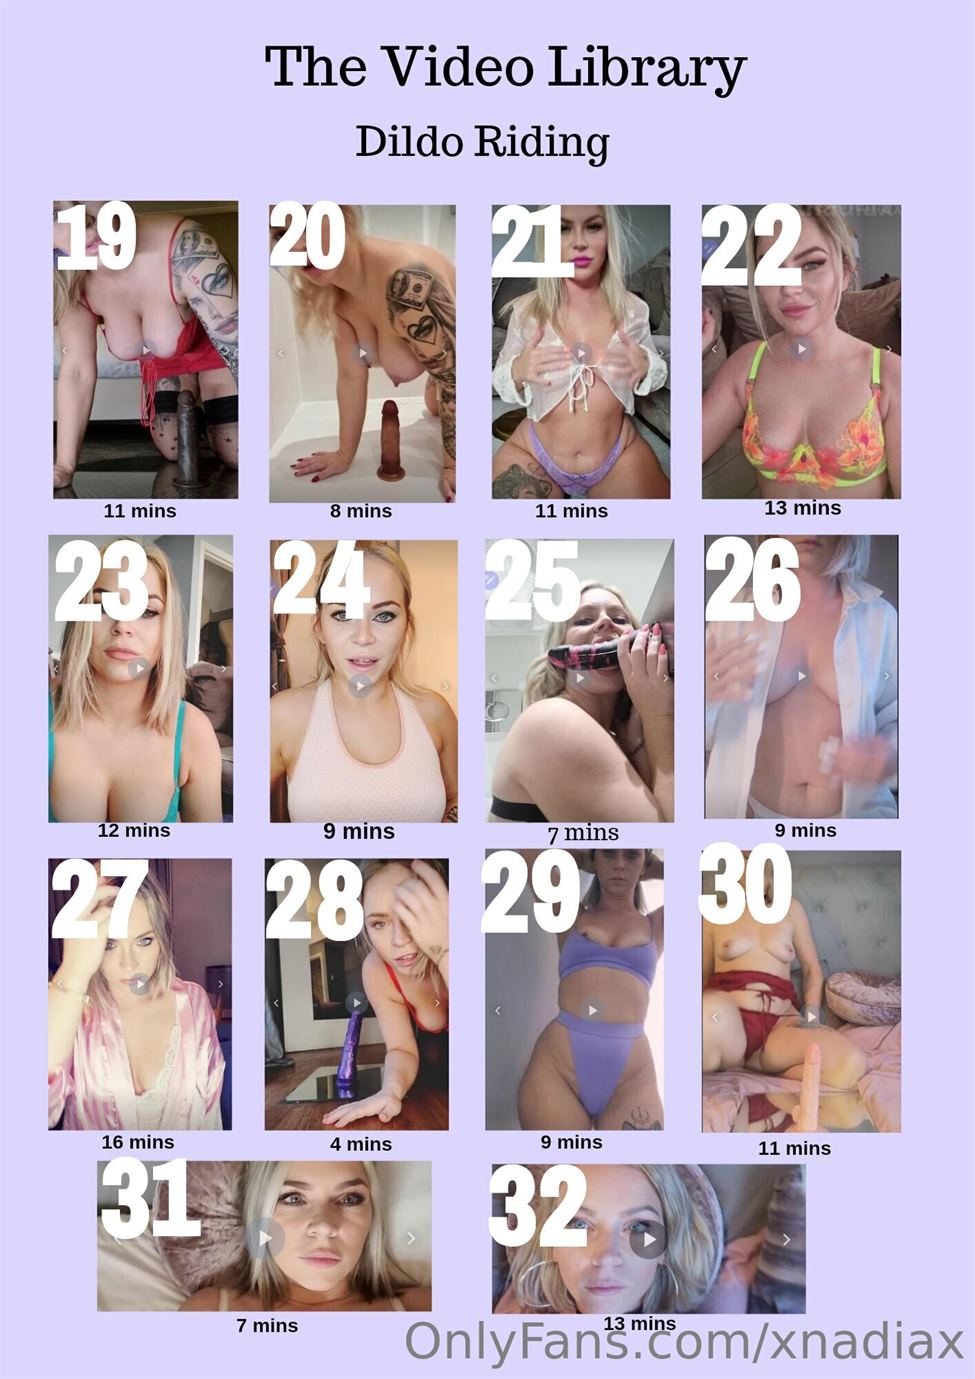 The Video Library
Dildo Riding
19 20 21 22
11 mins 8 mins 11 mins 13 mins
23 24 25 26
12 mins 9 mins 7 mins 9 mins
27 28 29 30
16 mins 4 mins 9 mins 11 mins
31 32
7 mins 13 mins
OnlyFans.com/xnadiax